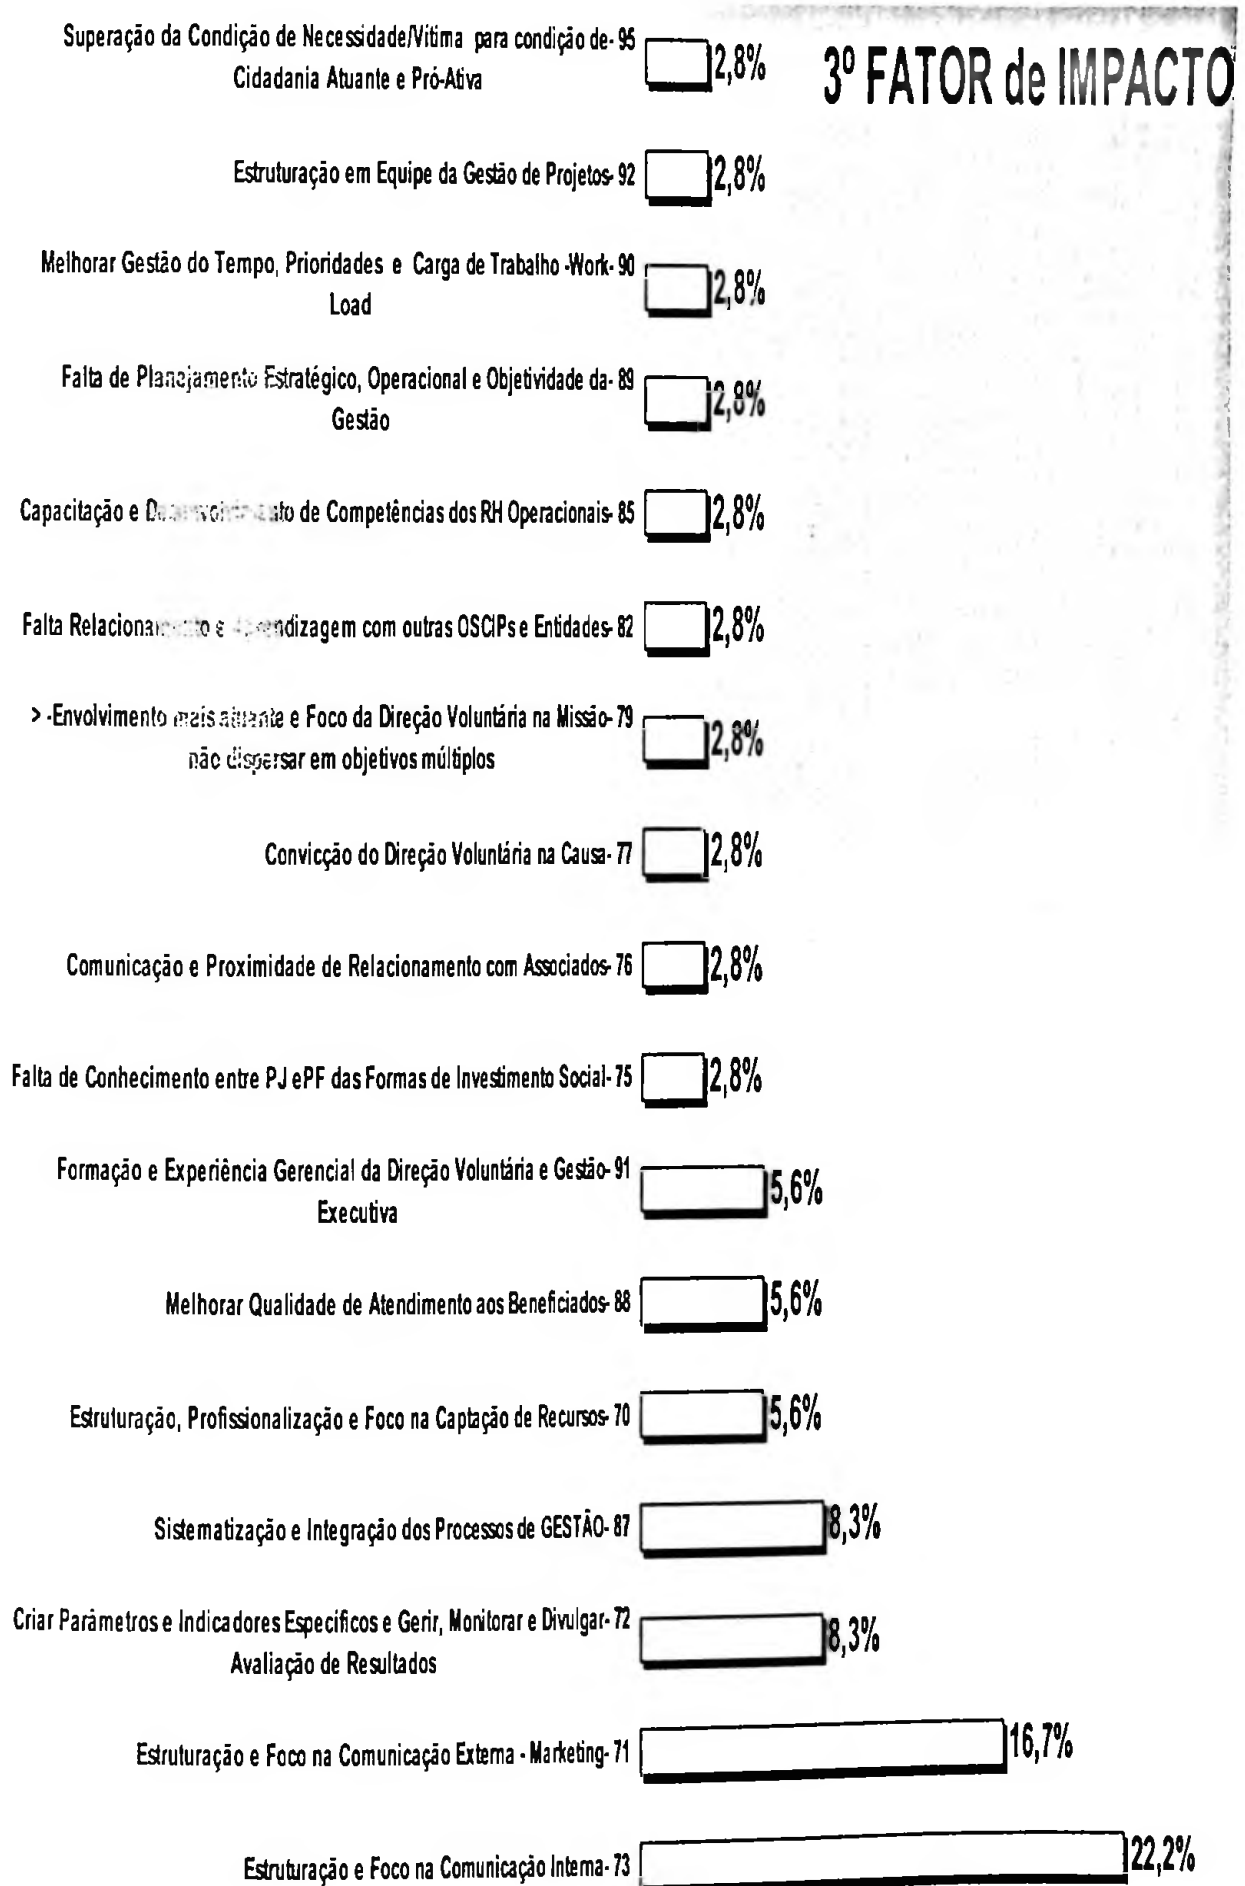 3º FATOR de IMPACTO
Superação da Condição de Necessidade/Vitima para condição de- 95
Cidadania Atuante e Pró-Ativa
2,8%
Estruturação em Equipe da Gestão de Projetos- 92
2,8%
Melhorar Gestão do Tempo, Prioridades e Carga de Trabalho -Work- 90
Load
2,8%
Falta de Planejamento Estratégico, Operacional e Objetividade da- 89
Gestão
2,8%
Capacitação e de Competências dos RH Operacionais- 85
2,8%
Falta Relacionamento e Aprendizagem com outras OSCIPs e Entidades- 82
2,8%
> -Envolvimento mais atuante e Foco da Direção Voluntária na Missão- 79
não dispersar em objetivos múltiplos
2,8%
Convicção do Direção Voluntária na Causa- 77
2,8%
Comunicação e Proximidade de Relacionamento com Associados- 76
2,8%
Falta de Conhecimento entre PJ ePF das Formas de Investimento Social- 75
2,8%
Formação e Experiência Gerencial da Direção Voluntária e Gestão- 91
Executiva
5,6%
Melhorar Qualidade de Atendimento aos Beneficiados- 88
5,6%
Estruturação, Profissionalização e Foco na Captação de Recursos- 70
5,6%
Sistematização e Integração dos Processos de GESTÃO- 87
8,3%
Criar Parâmetros e Indicadores Específicos e Gerir, Monitorar e Divulgar- 72
Avaliação de Resultados
8,3%
Estruturação e Foco na Comunicação Externa - Marketing- 71
16,7%
Estruturação e Foco na Comunicação Interna- 73
22,2%